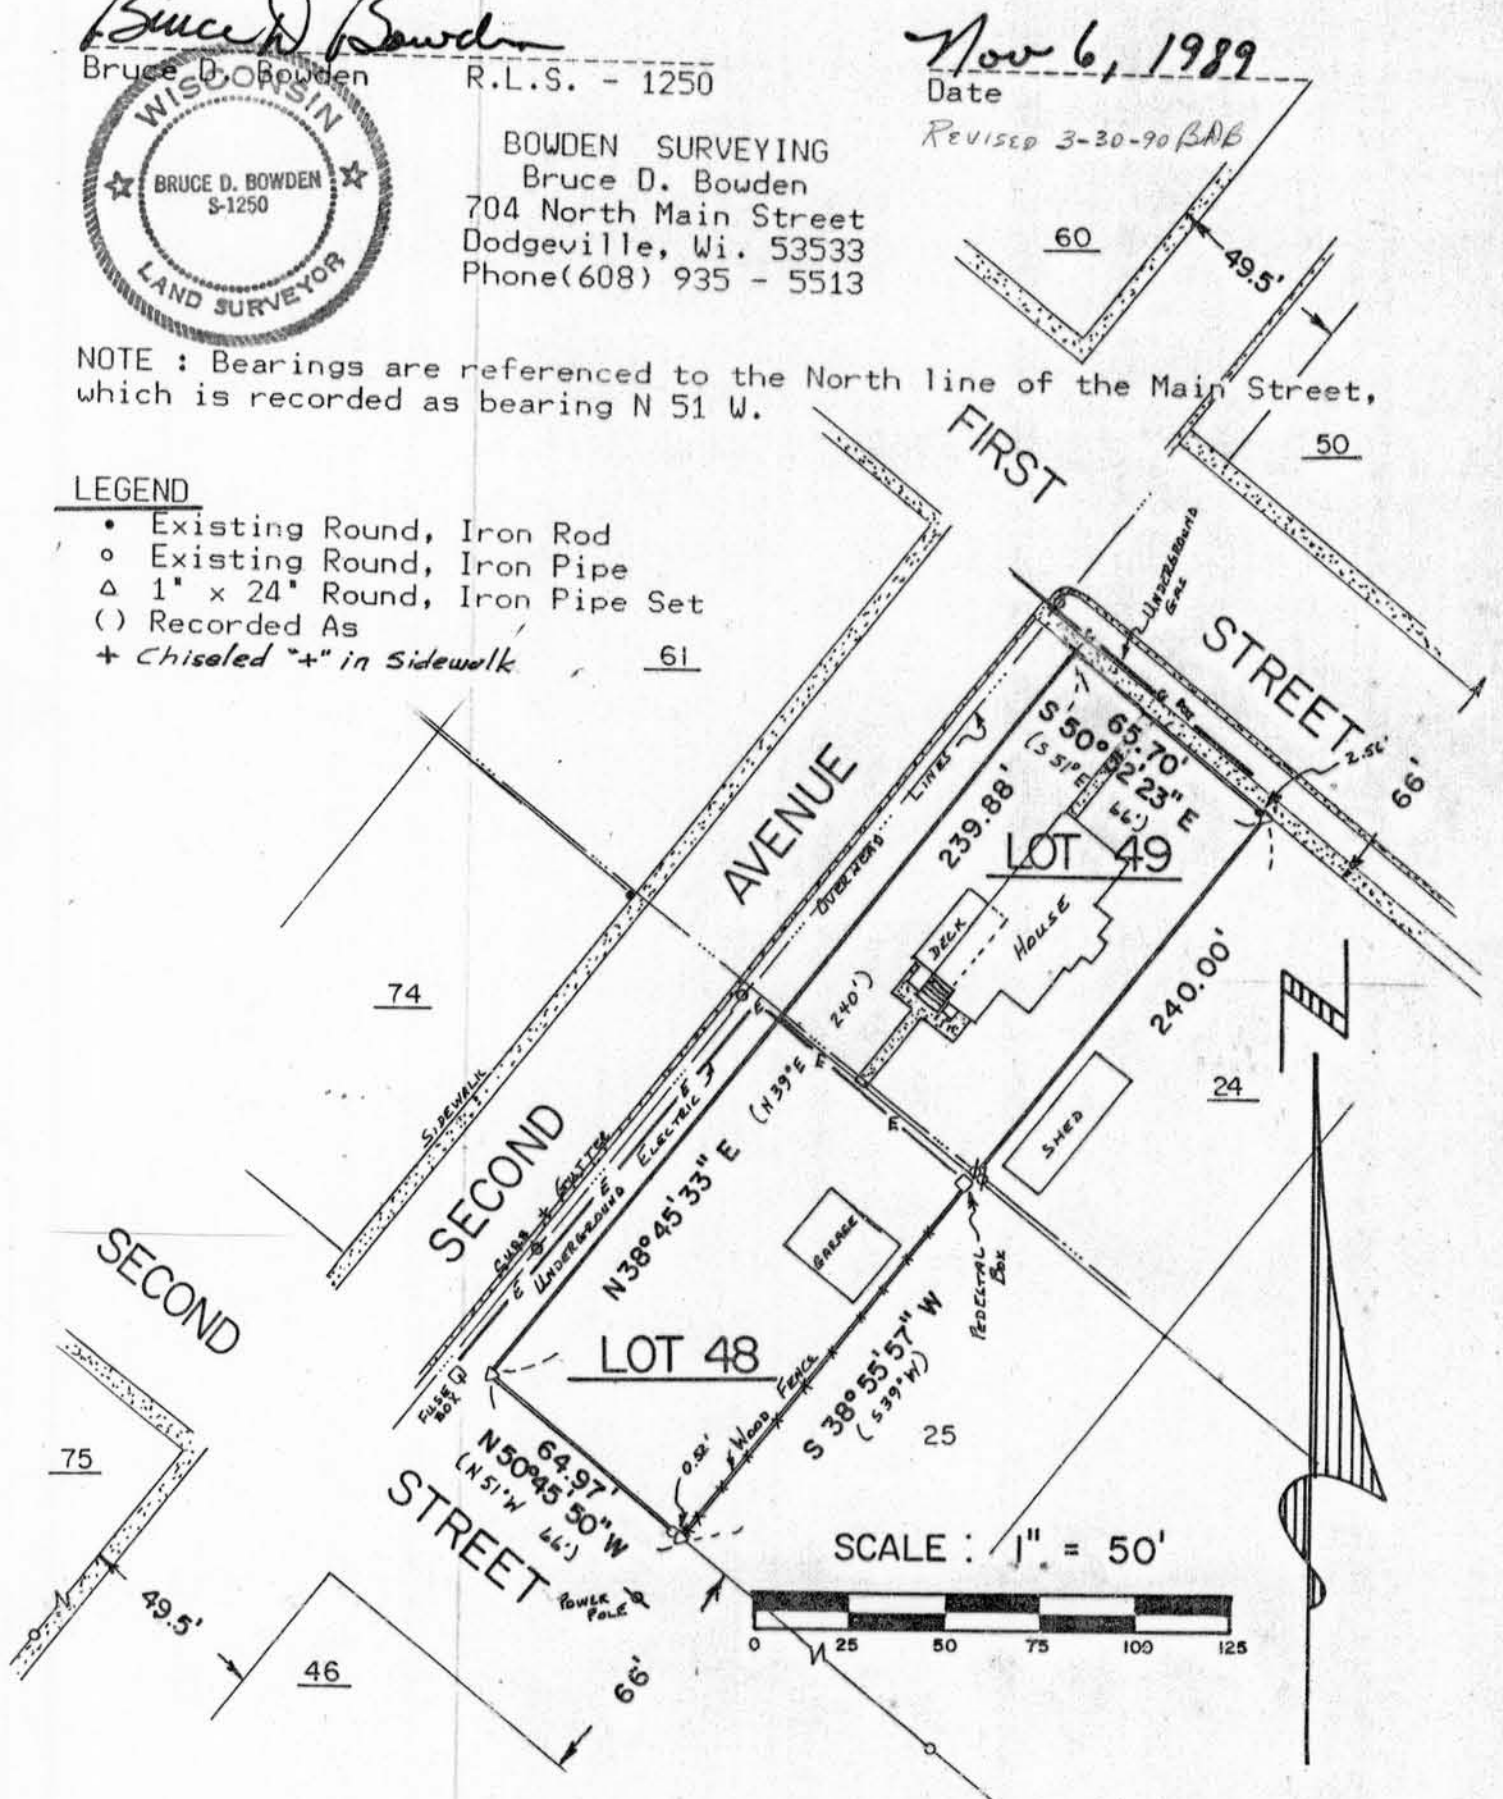 Bruce D Bowden
Nov 6, 1989
Bruce D. Bowden R.L.S. - 1250
Date
Revised 3-30-90 BDB
WISCONSIN
BRUCE D. BOWDEN
S-1250
LAND SURVEYOR
BOWDEN SURVEYING
Bruce D. Bowden
704 North Main Street
Dodgeville, Wi. 53533
Phone(608) 935 - 5513
60
49.5'
NOTE : Bearings are referenced to the North line of the Main Street,
which is recorded as bearing N 51 W.
FIRST
50
LEGEND
• Existing Round, Iron Rod
o Existing Round, Iron Pipe
△ 1" x 24" Round, Iron Pipe Set
() Recorded As
+ Chiseled "+" in Sidewalk
61
UNDERGROUND
GAS
STREET
2.56'
66'
65.70'
(S 51° E
66')
239.88'
LINES
OVERHEAD
AVENUE
LOT 49
DECK
HOUSE
240.00'
240')
(N 39° E
74
24
SHED
SIDEWALK
SECOND
CURB & GUTTER
E
E
E
E
E
E
UNDERGROUND
ELECTRIC
N 38° 45' 33" E
GARAGE
PEDESTAL
BOX
SECOND
LOT 48
WOOD FENCE
S 38° 55' 57" W
(S 39° W)
25
FUSE
BOX
75
64.97'
N 50° 45' 50" W
(N 51° W 66')
0.52'
STREET
POWER
POLE
SCALE : 1" = 50'
0 25 50 75 100 125
49.5'
46
66'
N